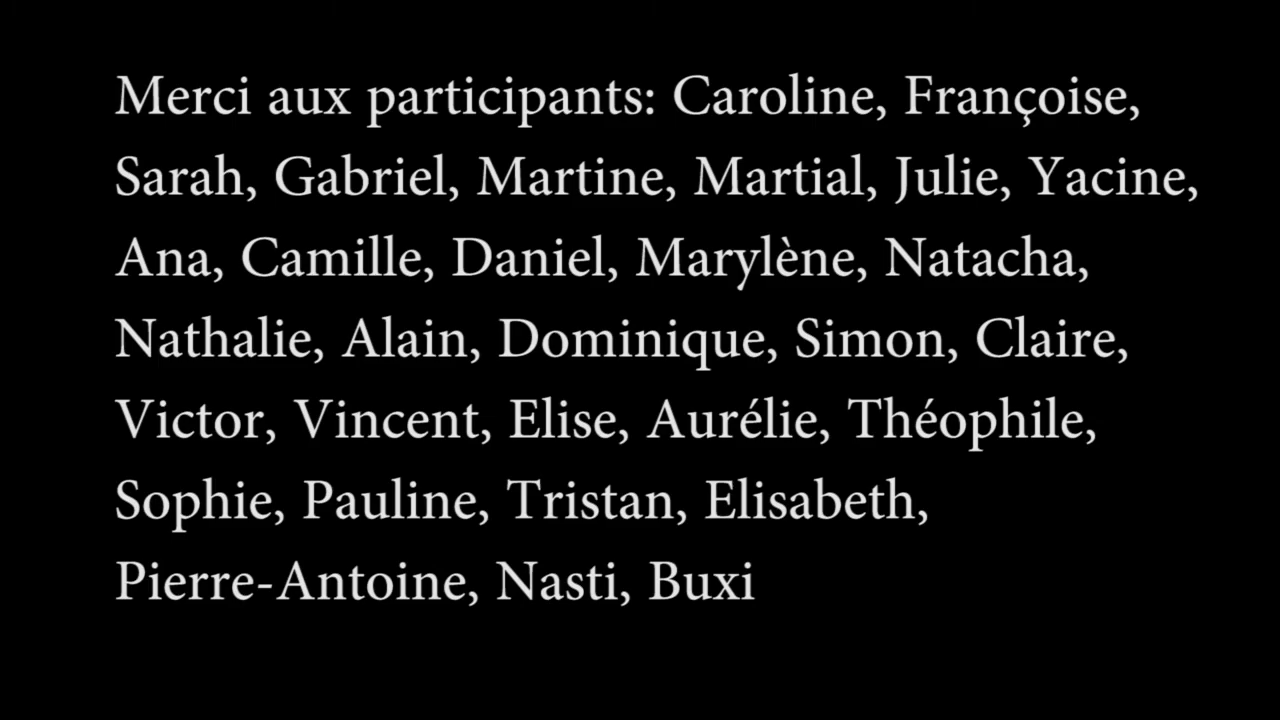 Merci aux participants: Caroline, Françoise,
Sarah, Gabriel, Martine, Martial, Julie, Yacine,
Ana, Camille, Daniel, Marylène, Natacha,
Nathalie, Alain, Dominique, Simon, Claire,
Victor, Vincent, Elise, Aurélie, Théophile,
Sophie, Pauline, Tristan, Elisabeth,
Pierre-Antoine, Nasti, Buxi